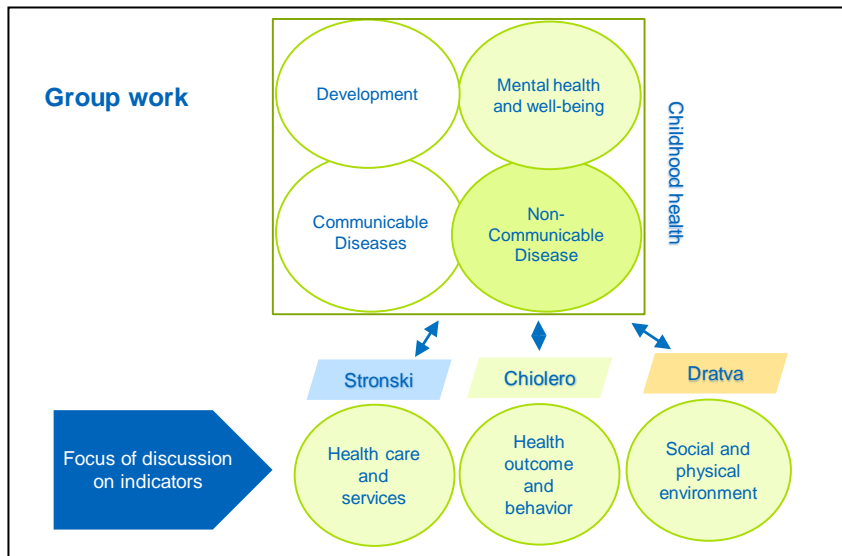 Group work
Development
Mental health
and well-being
Communicable
Diseases
Non-
Communicable
Disease
Childhood health
Stronski
Chiolero
Dratva
Focus of discussion
on indicators
Health care
and
services
Health
outcome
and
behavior
Social and
physical
environment